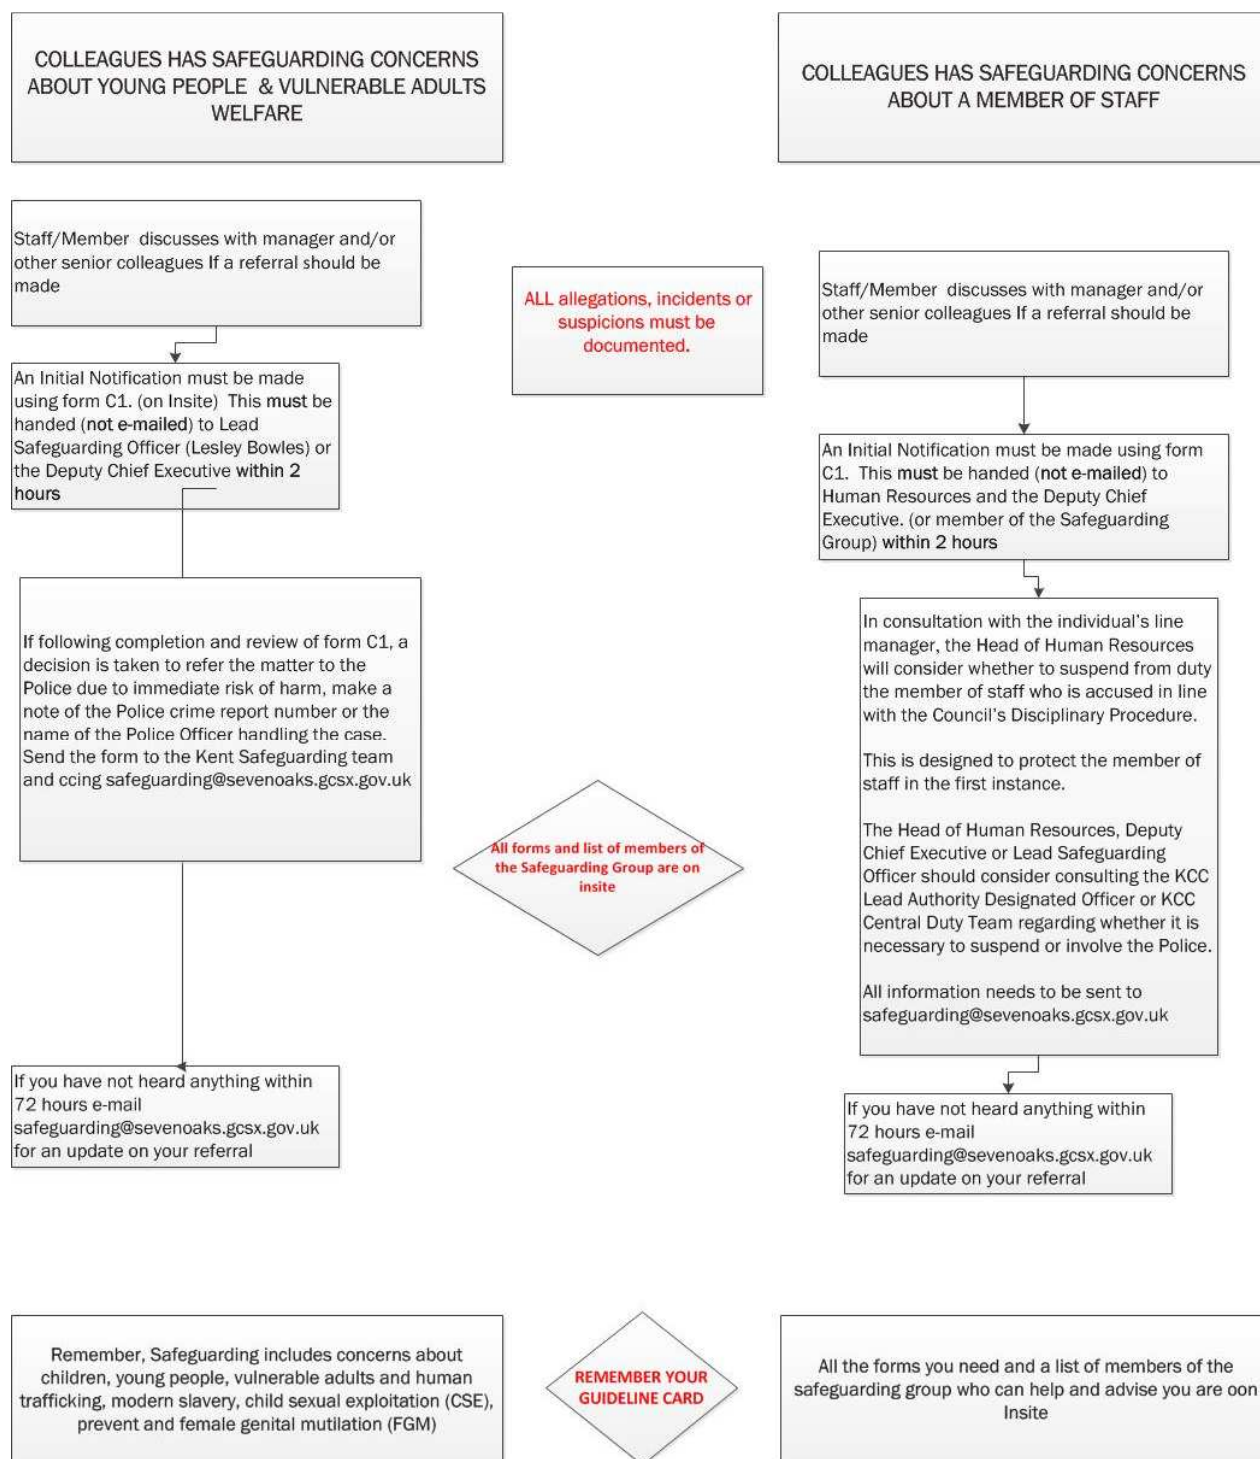 COLLEAGUES HAS SAFEGUARDING CONCERNS
ABOUT YOUNG PEOPLE & VULNERABLE ADULTS
WELFARE
COLLEAGUES HAS SAFEGUARDING CONCERNS
ABOUT A MEMBER OF STAFF
Staff/Member discusses with manager and/or
other senior colleagues If a referral should be
made
An Initial Notification must be made
using form C1. (on Insite) This must be
handed (not e-mailed) to Lead
Safeguarding Officer (Lesley Bowles) or
the Deputy Chief Executive within 2
hours
If following completion and review of form C1, a
decision is taken to refer the matter to the
Police due to immediate risk of harm, make a
note of the Police crime report number or the
name of the Police Officer handling the case.
Send the form to the Kent Safeguarding team
and ccing safeguarding@sevenoaks.gcsx.gov.uk
If you have not heard anything within
72 hours e-mail
safeguarding@sevenoaks.gcsx.gov.uk
for an update on your referral
ALL allegations, incidents or
suspicions must be
documented.
All forms and list of members of
the Safeguarding Group are on
insite
Staff/Member discusses with manager and/or
other senior colleagues If a referral should be
made
An Initial Notification must be made using form
C1. This must be handed (not e-mailed) to
Human Resources and the Deputy Chief
Executive. (or member of the Safeguarding
Group) within 2 hours
In consultation with the individual's line
manager, the Head of Human Resources
will consider whether to suspend from duty
the member of staff who is accused in line
with the Council's Disciplinary Procedure.
This is designed to protect the member of
staff in the first instance.
The Head of Human Resources, Deputy
Chief Executive or Lead Safeguarding
Officer should consider consulting the KCC
Lead Authority Designated Officer or KCC
Central Duty Team regarding whether it is
necessary to suspend or involve the Police.
All information needs to be sent to
safeguarding@sevenoaks.gcsx.gov.uk
If you have not heard anything within
72 hours e-mail
safeguarding@sevenoaks.gcsx.gov.uk
for an update on your referral
Remember, Safeguarding includes concerns about
children, young people, vulnerable adults and human
trafficking, modern slavery, child sexual exploitation (CSE),
prevent and female genital mutilation (FGM)
REMEMBER YOUR
GUIDELINE CARD
All the forms you need and a list of members of the
safeguarding group who can help and advise you are oon
Insite